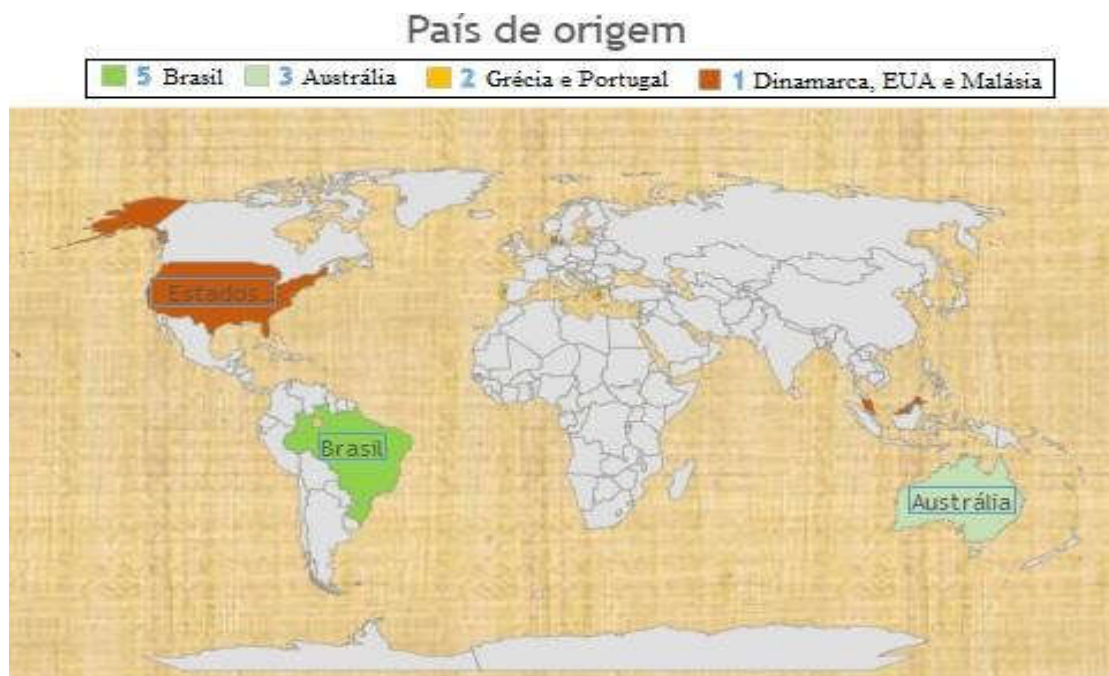 País de origem
5 Brasil 3 Austrália 2 Grécia e Portugal 1 Dinamarca, EUA e Malásia
Estados...
Brasil
Austrália